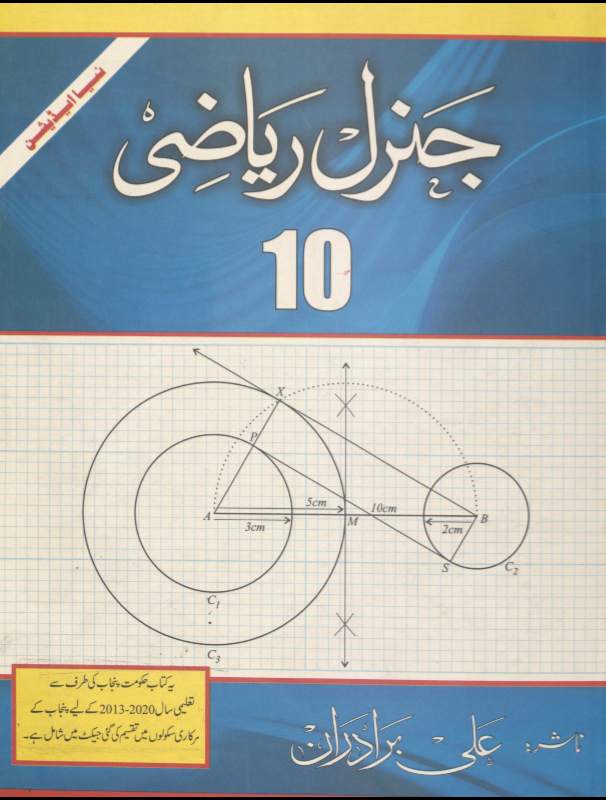 نیا ایڈیشن
جنرل ریاضی
10
X
P
A
5cm
10cm
M
B
3cm
2cm
S
C₂
C₁
C₃
یہ کتاب حکومت پنجاب کی طرف سے
تعلیمی سال 2020-2013 کے لیے پنجاب کے
سرکاری سکولوں میں تقسیم کی گئی جیکٹ میں شامل ہے۔
ناشر: علی برادران